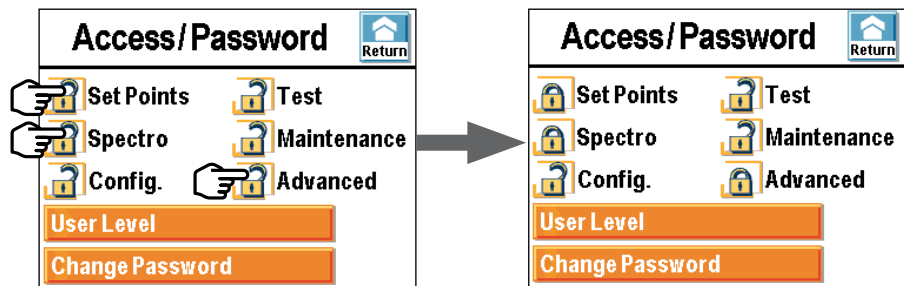 Access/Password
Return
Set Points
Test
Spectro
Maintenance
Config.
Advanced
User Level
Change Password
Access/Password
Return
Set Points
Test
Spectro
Maintenance
Config.
Advanced
User Level
Change Password